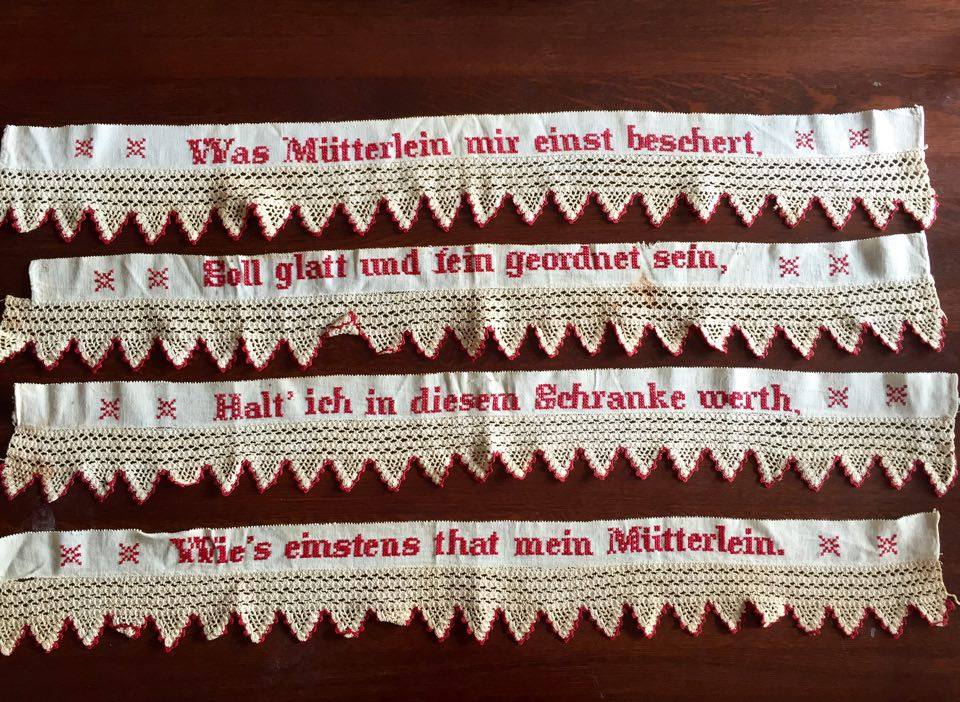 Was Mütterlein mir einst beschert,
Soll glatt und fein geordnet sein,
Halt' ich in diesem Schranke werth,
Wie's einstens that mein Mütterlein.